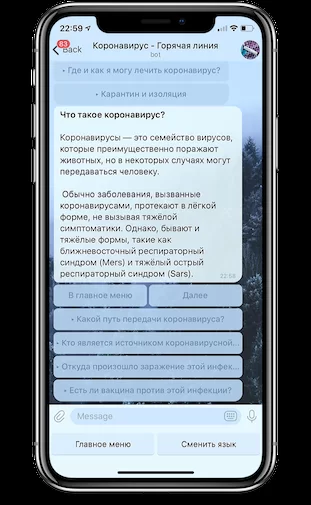 22:59
83
Back
Коронавирус - Горячая линия
bot
• Где и как я могу лечить коронавирус?
• Карантин и изоляция
Что такое коронавирус?
Коронавирусы — это семейство вирусов,
которые преимущественно поражают
животных, но в некоторых случаях могут
передаваться человеку.
Обычно заболевания, вызванные
коронавирусами, протекают в лёгкой
форме, не вызывая тяжёлой
симптоматики. Однако, бывают и
тяжёлые формы, такие как
ближневосточный респираторный
синдром (Mers) и тяжёлый острый
респираторный синдром (Sars).
22:59
В главное меню
Далее
• Какой путь передачи коронавируса?
• Кто является источником коронавирусной...
• Откуда произошло заражение этой инфек...
• Есть ли вакцина против этой инфекции?
Message
Главное меню
Сменить язык